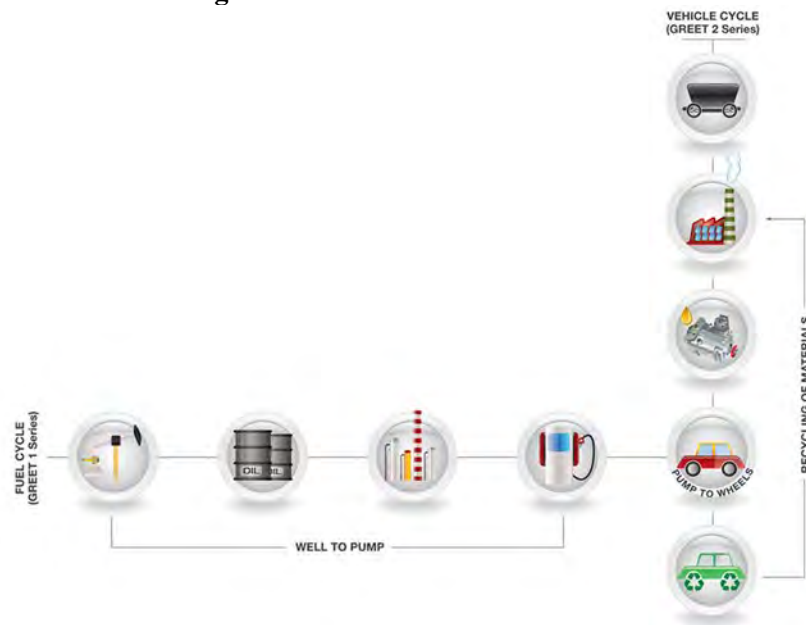 VEHICLE CYCLE
(GREET 2 Series)
RECYCLING OF MATERIALS
FUEL CYCLE
(GREET 1 Series)
OIL OIL
PUMP TO WHEELS
WELL TO PUMP